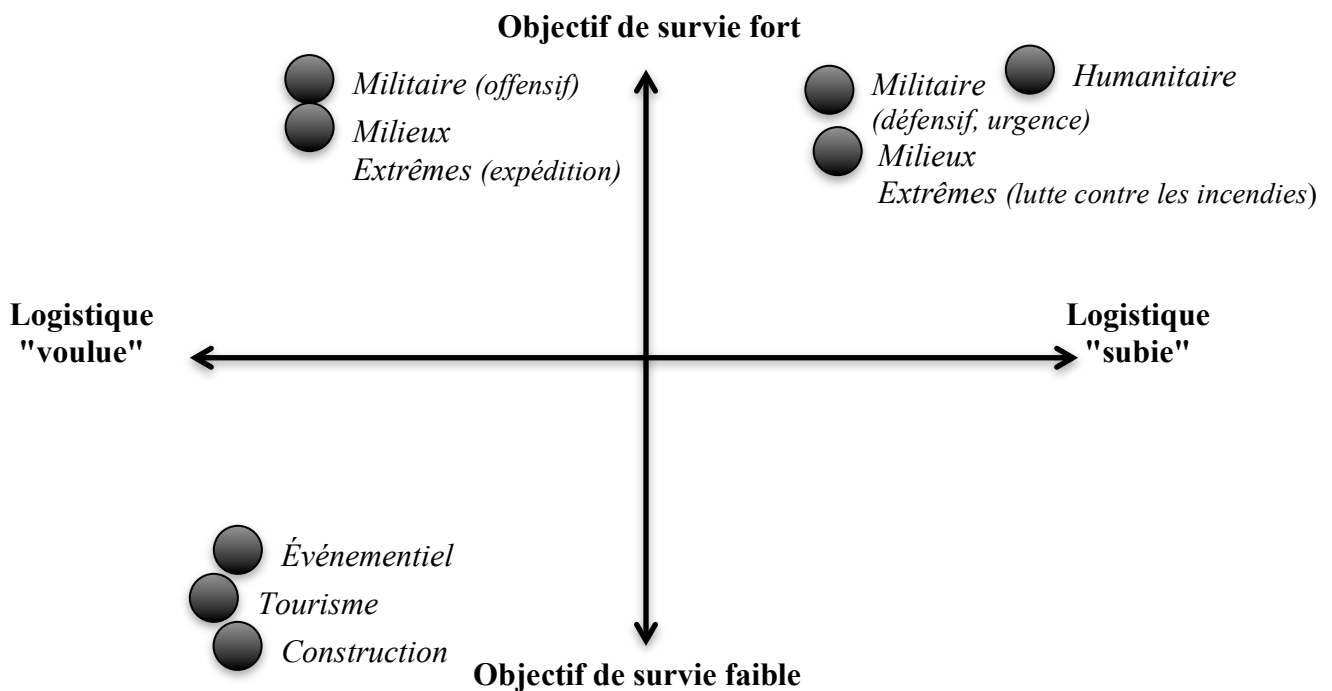 Objectif de survie fort
Militaire (offensif)
Milieux
Extrêmes (expédition)
Militaire
(défensif, urgence)
Humanitaire
Milieux
Extrêmes (lutte contre les incendies)
Logistique
"voulue"
Logistique
"subie"
Événementiel
Tourisme
Construction
Objectif de survie faible